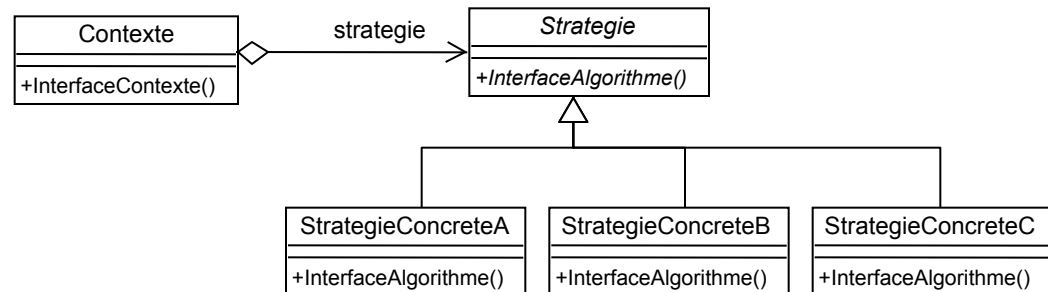 Contexte
+InterfaceContexte()
strategie
Strategie
+InterfaceAlgorithme()
StrategieConcreteA
+InterfaceAlgorithme()
StrategieConcreteB
+InterfaceAlgorithme()
StrategieConcreteC
+InterfaceAlgorithme()